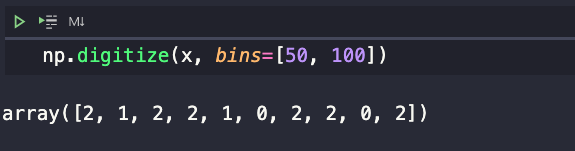 M↓
np.digitize(x, bins=[50, 100])
array([2, 1, 2, 2, 1, 0, 2, 2, 0, 2])